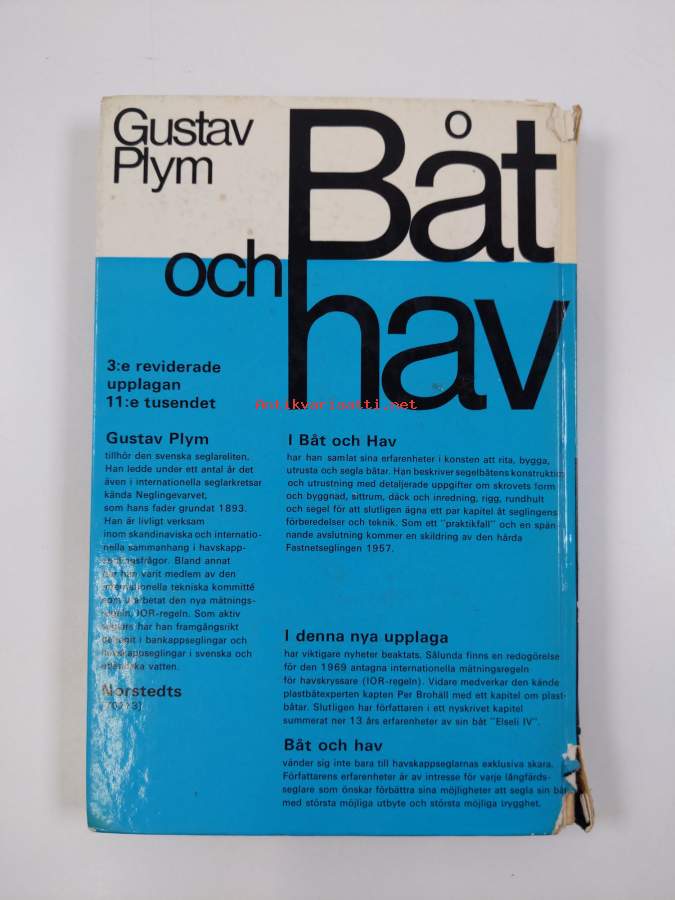 Gustav
Plym
Båt
och
hav
3:e reviderade
upplagan
11:e tusendet
Antikvariaatti.net
Gustav Plym
tillhör den svenska seglareliten.
Han ledde under ett antal år det
även i internationella seglarkretsar
kända Neglingevarvet,
som hans fader grundat 1893.
Han är livligt verksam
inom skandinaviska och internatio-
nella sammanhang i havskapp-
seglingsfrågor. Bland annat
har han varit medlem av den
internationella tekniska kommitté
som utarbetat den nya mätnings-
regeln, IOR-regeln. Som aktiv
seglare har han framgångsrikt
deltagit i bankappseglingar och
havskappseglingar i svenska och
utländska vatten.
Norstedts
I Båt och Hav
har han samlat sina erfarenheter i konsten att rita, bygga,
utrusta och segla båtar. Han beskriver segelbåtens konstruktion
och utrustning med detaljerade uppgifter om skrovets form
och byggnad, sittrum, däck och inredning, rigg, rundhult
och segel för att slutligen ägna ett par kapitel åt seglingens
förberedelser och teknik. Som ett "praktikfall" och en spän-
nande avslutning kommer en skildring av den hårda
Fastnetseglingen 1957.
I denna nya upplaga
har viktigare nyheter beaktats. Sålunda finns en redogörelse
för den 1969 antagna internationella mätningsregeln
för havskryssare (IOR-regeln). Vidare medverkar den kände
plastbåtexperten kapten Per Brohäll med ett kapitel om plast-
båtar. Slutligen har författaren i ett nyskrivet kapitel
summerat ner 13 års erfarenheter av sin båt "Elseli IV".
Båt och hav
vänder sig inte bara till havskappseglarnas exklusiva skara.
Författarens erfarenheter är av intresse för varje långfärds-
seglare som önskar förbättra sina möjligheter att segla sin båt
med största möjliga utbyte och största möjliga trygghet.